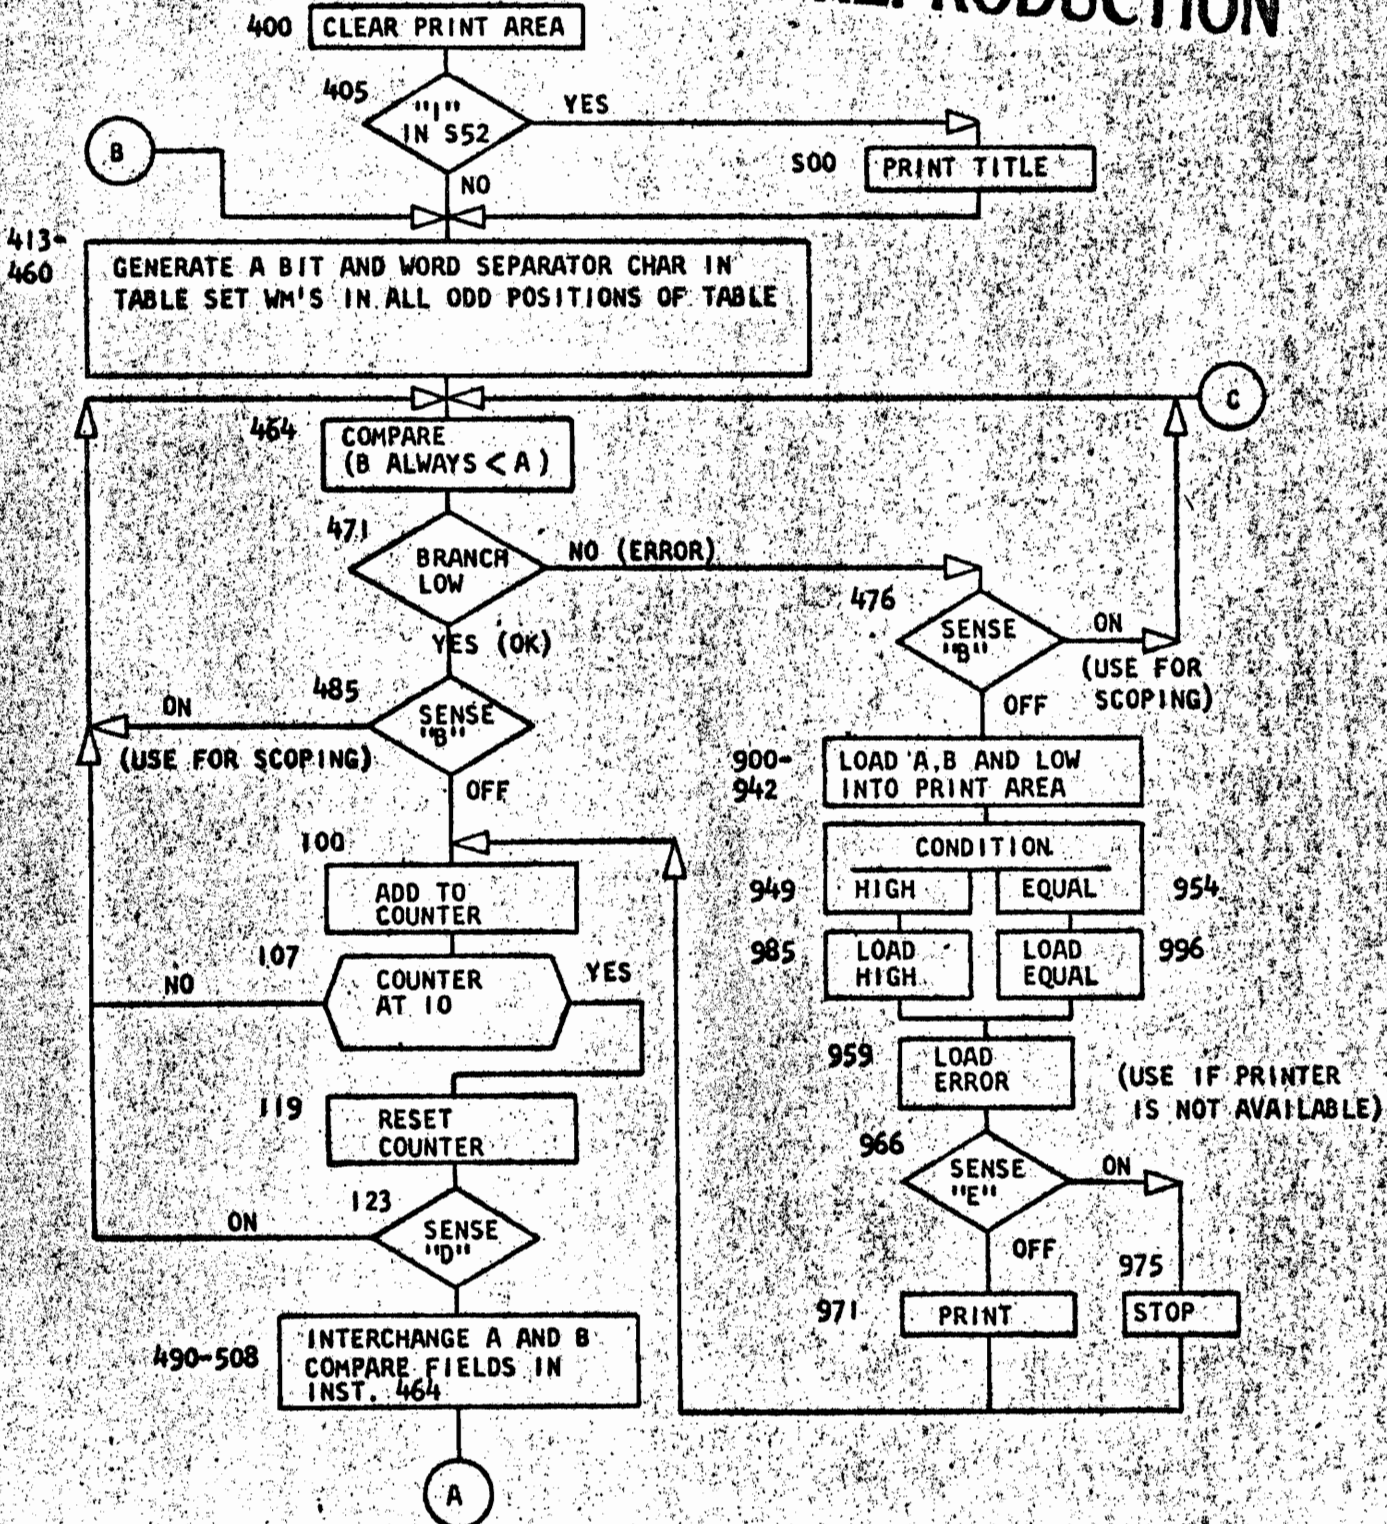 REPRODUCTION
400 CLEAR PRINT AREA
405 "1"
IN S52
YES
B
S00 PRINT TITLE
NO
413-
460
GENERATE A BIT AND WORD SEPARATOR CHAR IN
TABLE SET WM'S IN ALL ODD POSITIONS OF TABLE
C
464
COMPARE
(B ALWAYS < A)
471
BRANCH
LOW
NO (ERROR)
YES (OK)
476
SENSE
"B"
ON
(USE FOR
SCOPING)
OFF
485
SENSE
"B"
ON
(USE FOR SCOPING)
OFF
900-
942
LOAD A,B AND LOW
INTO PRINT AREA
100
ADD TO
COUNTER
CONDITION
949 HIGH EQUAL 954
985 LOAD
HIGH
LOAD
EQUAL
996
107
COUNTER
AT 10
NO
YES
959
LOAD
ERROR
(USE IF PRINTER
IS NOT AVAILABLE)
119
RESET
COUNTER
966
SENSE
"E"
ON
OFF
123
SENSE
"D"
ON
975
STOP
971 PRINT
490-508
INTERCHANGE A AND B
COMPARE FIELDS IN
INST. 464
A